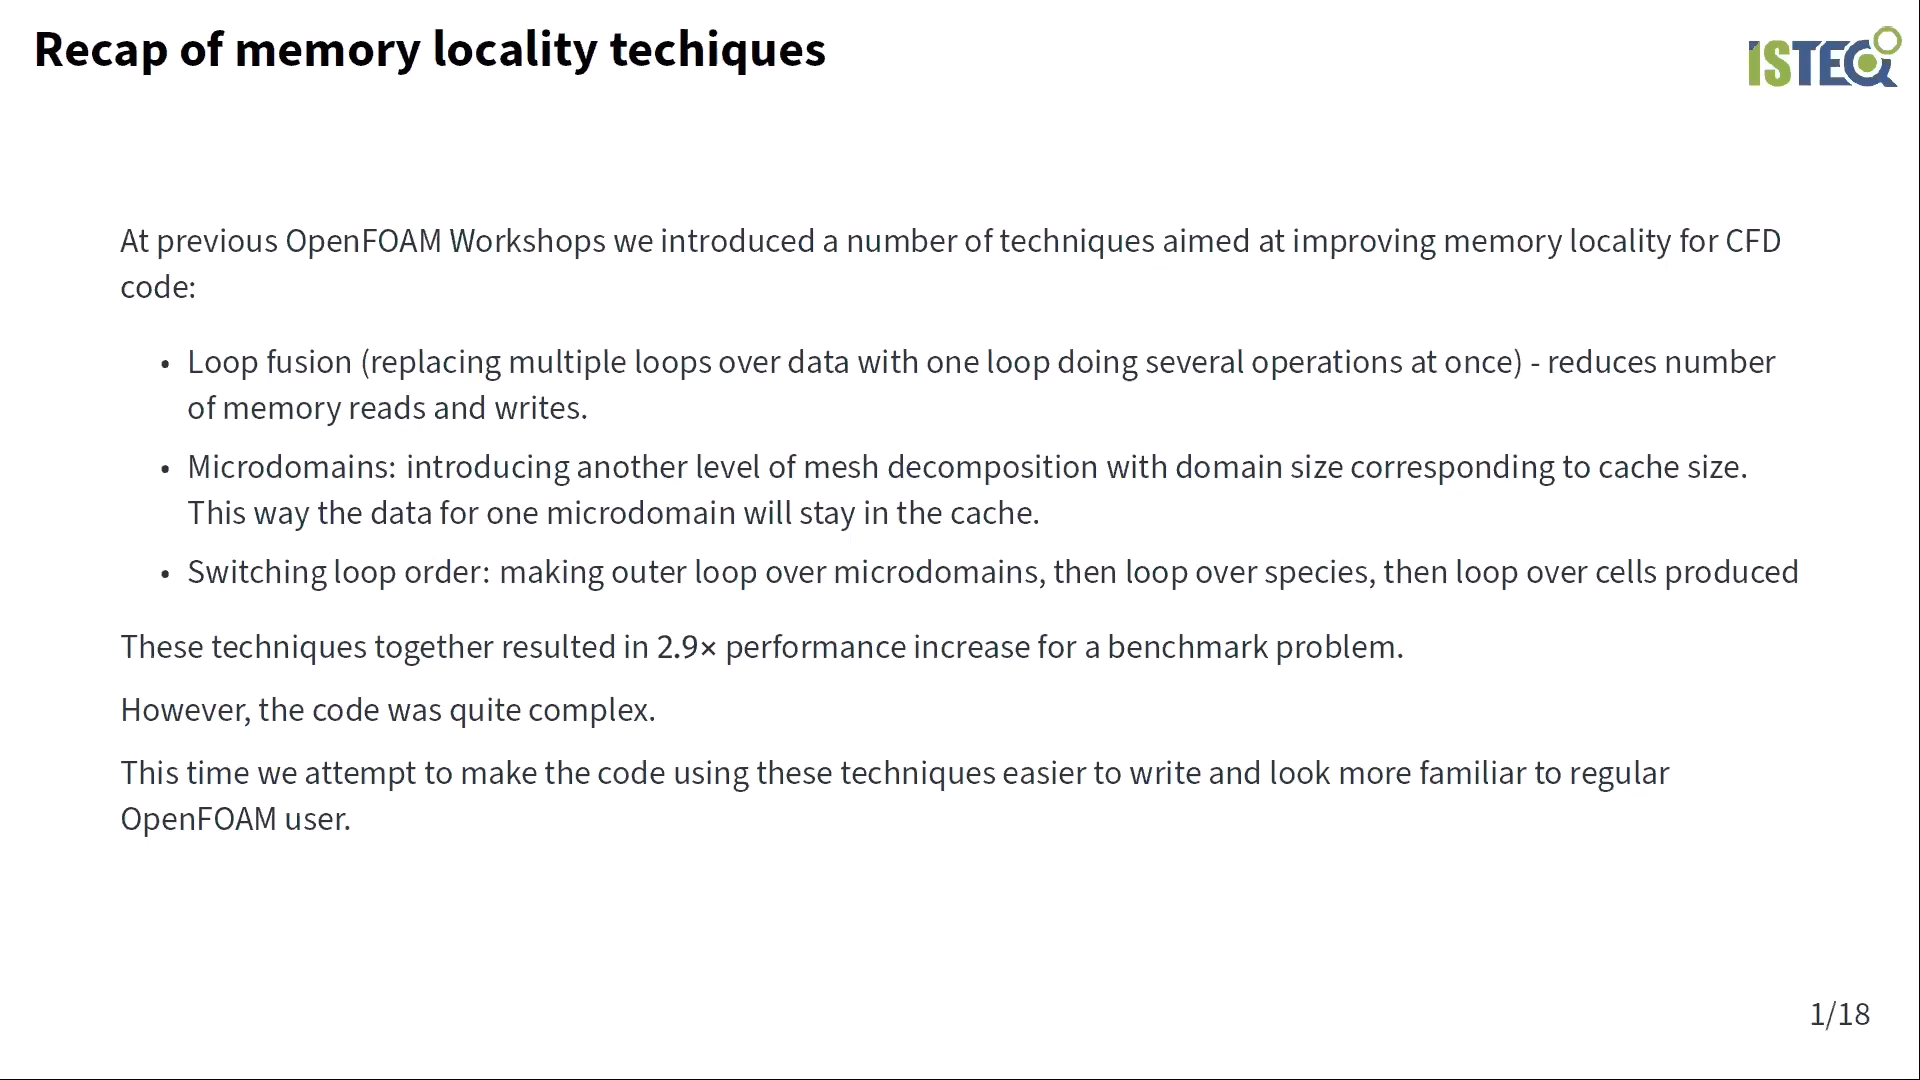 Recap of memory locality techiques
ISTEQ
At previous OpenFOAM Workshops we introduced a number of techniques aimed at improving memory locality for CFD
code:
• Loop fusion (replacing multiple loops over data with one loop doing several operations at once) - reduces number
of memory reads and writes.
• Microdomains: introducing another level of mesh decomposition with domain size corresponding to cache size.
This way the data for one microdomain will stay in the cache.
• Switching loop order: making outer loop over microdomains, then loop over species, then loop over cells produced
These techniques together resulted in 2.9× performance increase for a benchmark problem.
However, the code was quite complex.
This time we attempt to make the code using these techniques easier to write and look more familiar to regular
OpenFOAM user.
1/18